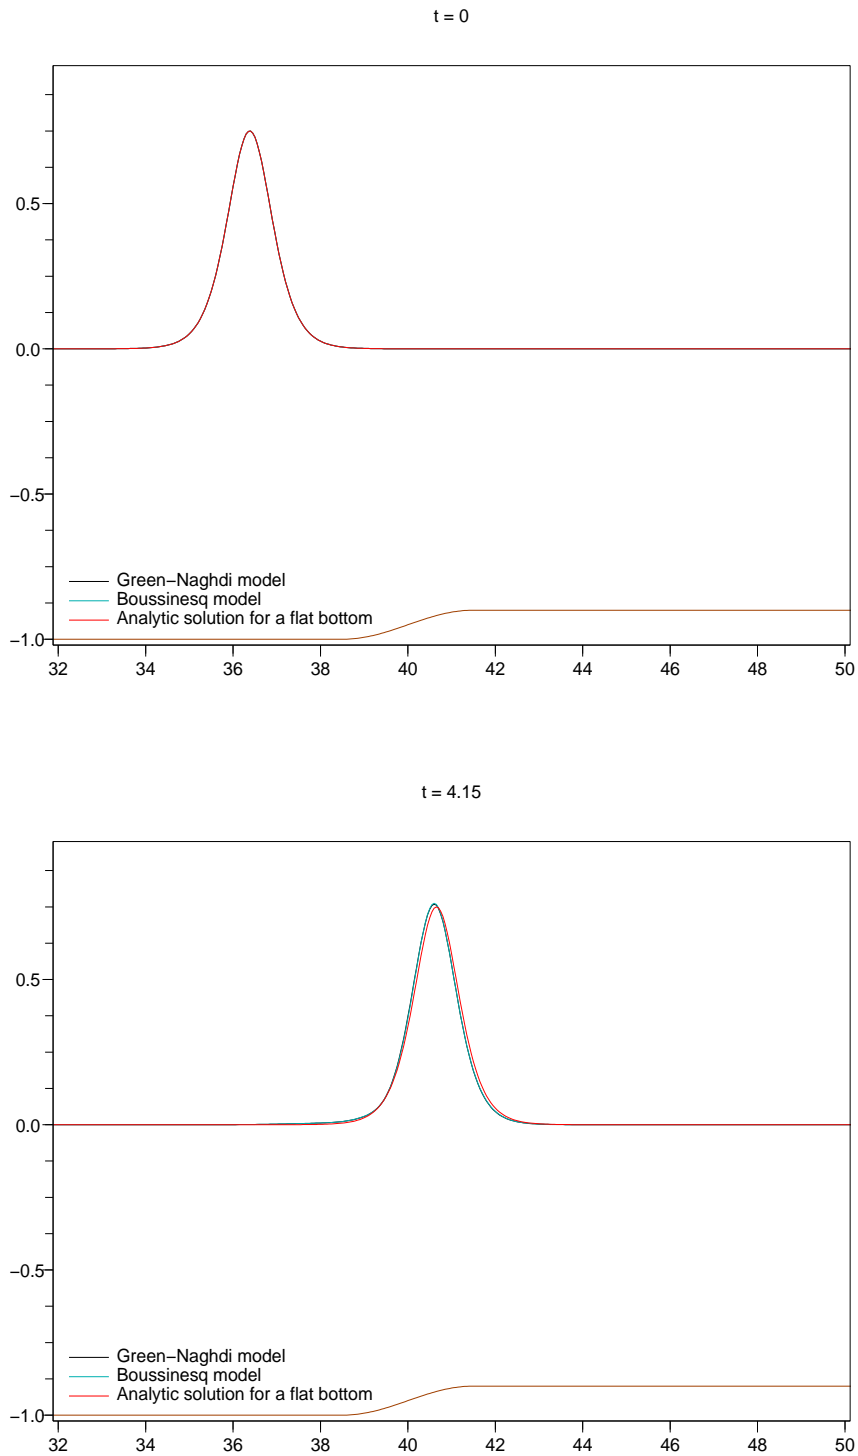 t = 0
0.5
0.0
−0.5
−1.0
Green−Naghdi model
Boussinesq model
Analytic solution for a flat bottom
32 34 36 38 40 42 44 46 48 50
t = 4.15
0.5
0.0
−0.5
−1.0
Green−Naghdi model
Boussinesq model
Analytic solution for a flat bottom
32 34 36 38 40 42 44 46 48 50